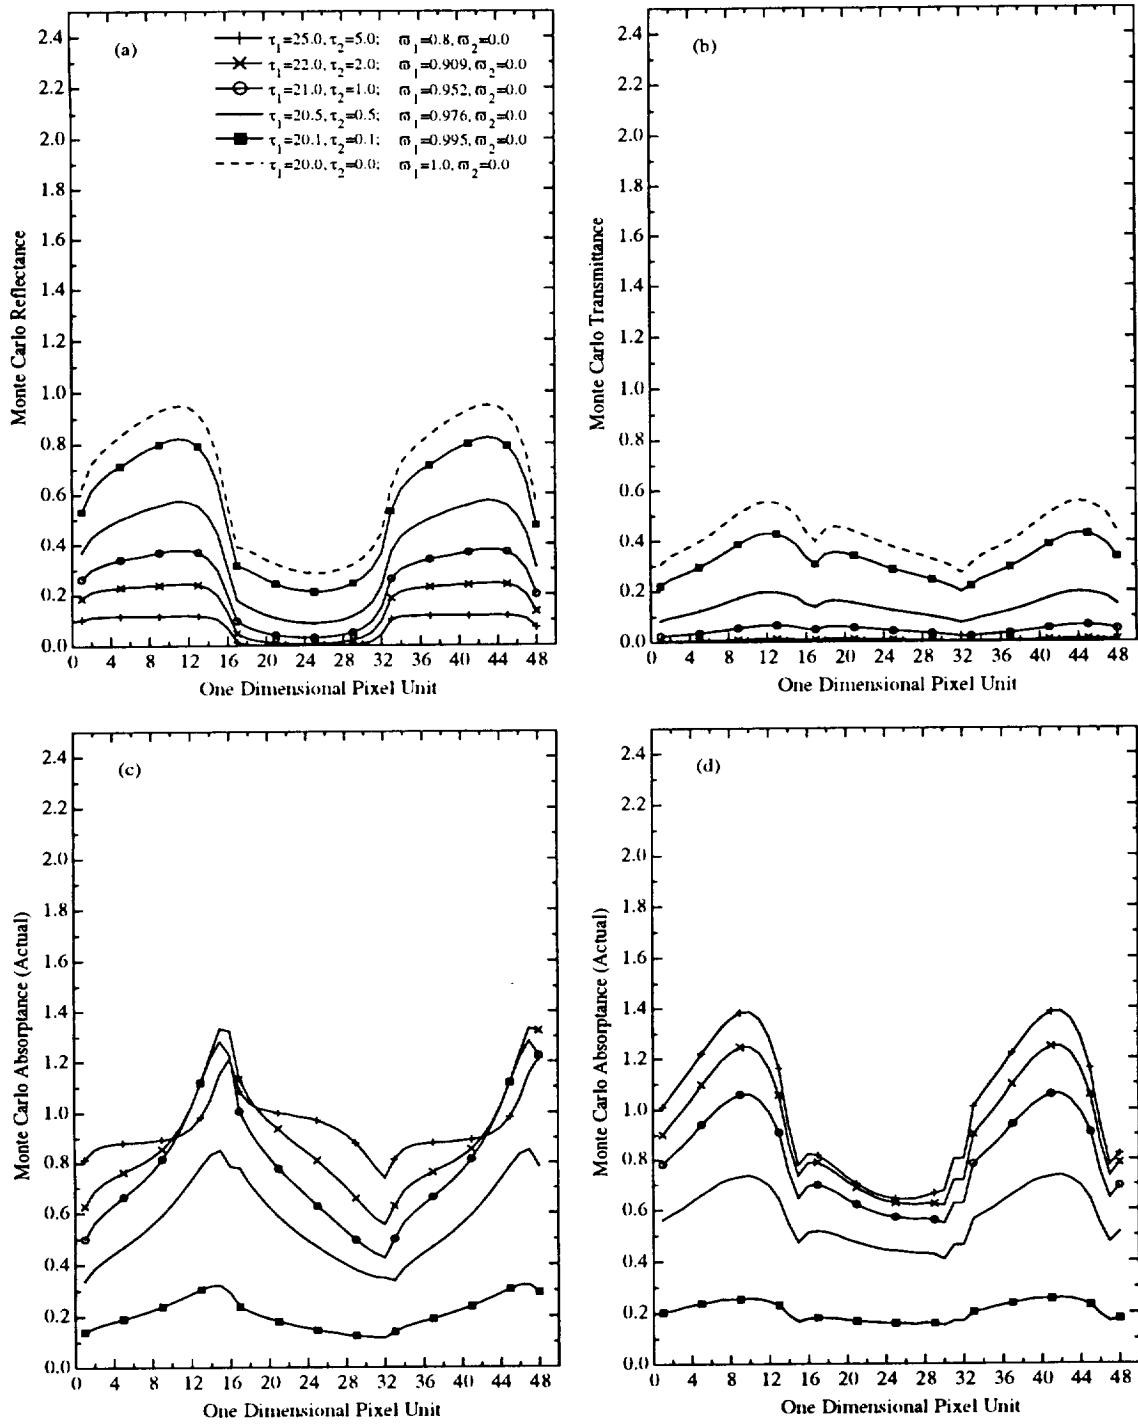 (a)
τ1=25.0, τ2=5.0; ϖ1=0.8, ϖ2=0.0
τ1=22.0, τ2=2.0; ϖ1=0.909, ϖ2=0.0
τ1=21.0, τ2=1.0; ϖ1=0.952, ϖ2=0.0
τ1=20.5, τ2=0.5; ϖ1=0.976, ϖ2=0.0
τ1=20.1, τ2=0.1; ϖ1=0.995, ϖ2=0.0
τ1=20.0, τ2=0.0; ϖ1=1.0, ϖ2=0.0
Monte Carlo Reflectance
2.4
2.2
2.0
1.8
1.6
1.4
1.2
1.0
0.8
0.6
0.4
0.2
0.0
0 4 8 12 16 20 24 28 32 36 40 44 48
One Dimensional Pixel Unit
(b)
Monte Carlo Transmittance
2.4
2.2
2.0
1.8
1.6
1.4
1.2
1.0
0.8
0.6
0.4
0.2
0.0
0 4 8 12 16 20 24 28 32 36 40 44 48
One Dimensional Pixel Unit
(c)
Monte Carlo Absorptance (Actual)
2.4
2.2
2.0
1.8
1.6
1.4
1.2
1.0
0.8
0.6
0.4
0.2
0.0
0 4 8 12 16 20 24 28 32 36 40 44 48
One Dimensional Pixel Unit
(d)
Monte Carlo Absorptance (Actual)
2.4
2.2
2.0
1.8
1.6
1.4
1.2
1.0
0.8
0.6
0.4
0.2
0.0
0 4 8 12 16 20 24 28 32 36 40 44 48
One Dimensional Pixel Unit